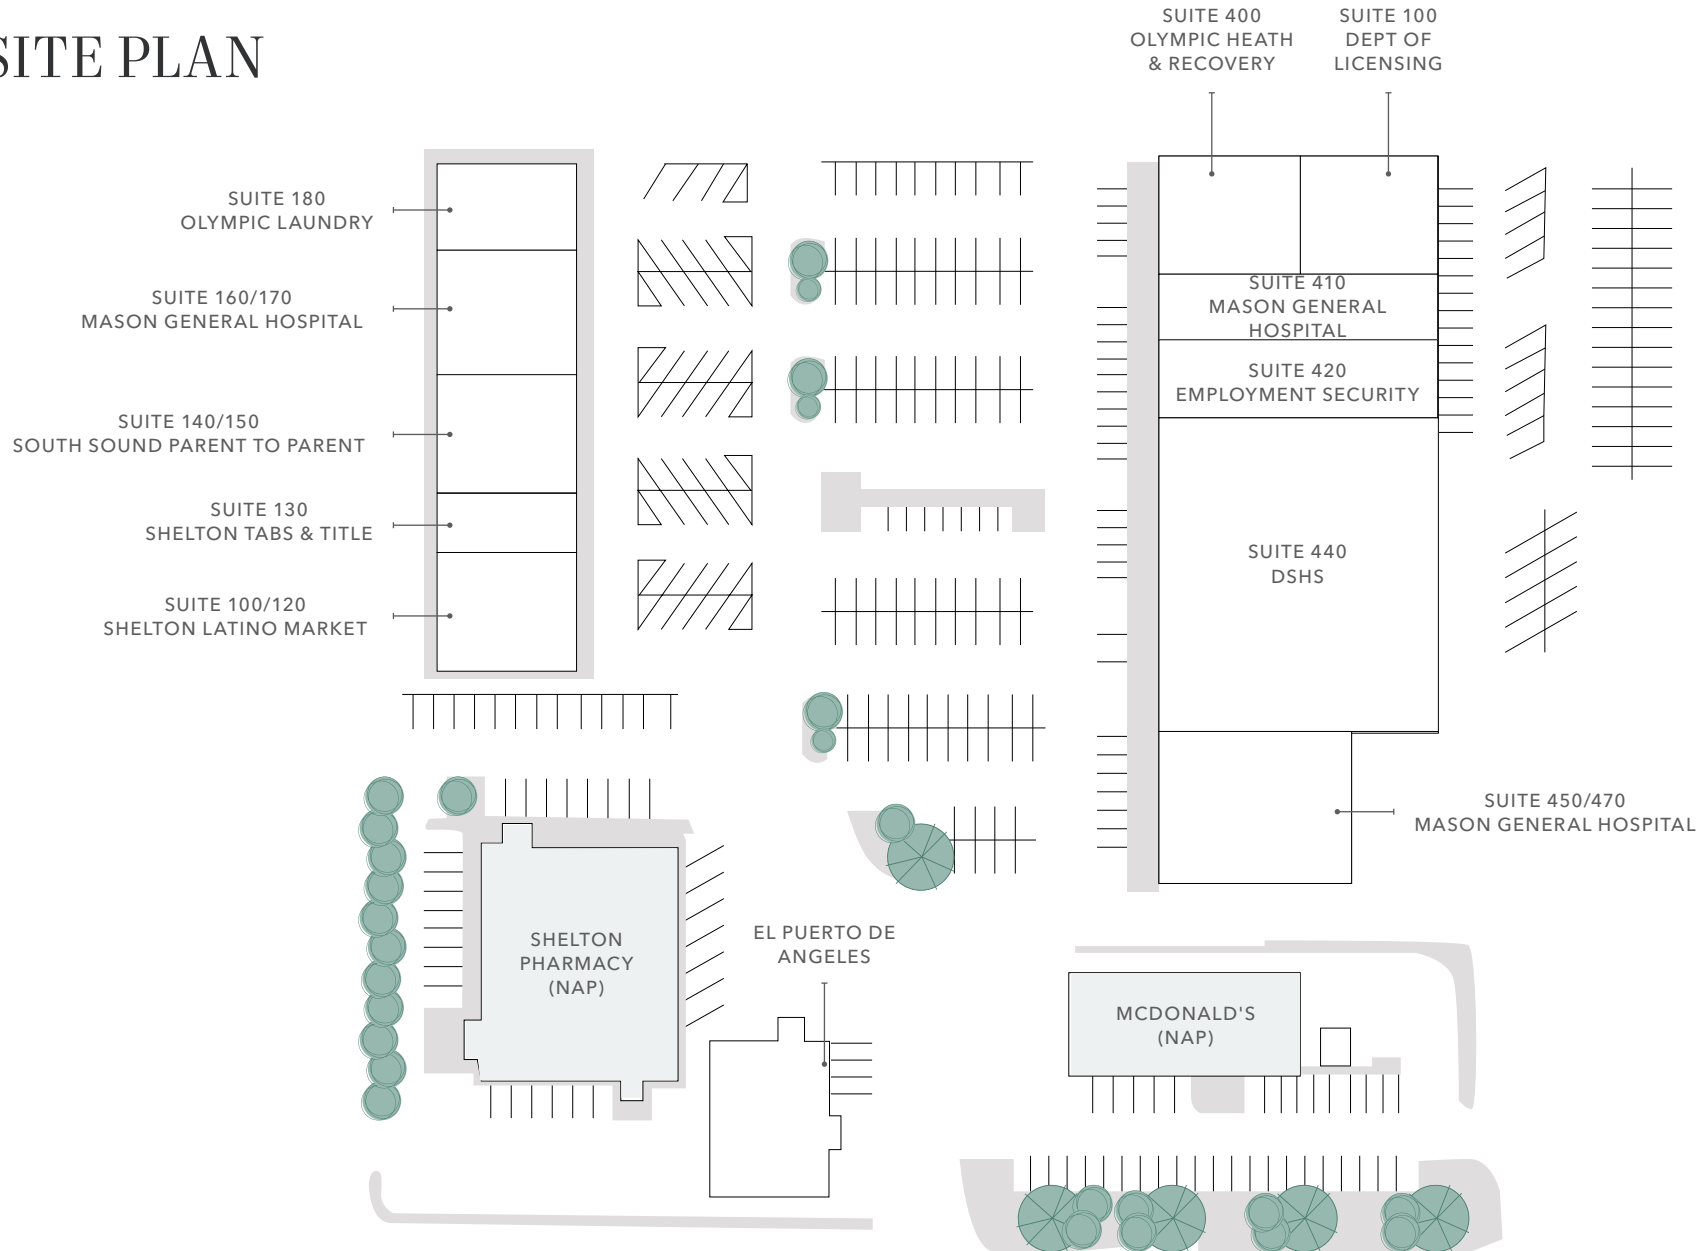 SITE PLAN
SUITE 400
OLYMPIC HEATH
& RECOVERY
SUITE 100
DEPT OF
LICENSING
SUITE 180
OLYMPIC LAUNDRY
SUITE 160/170
MASON GENERAL HOSPITAL
SUITE 140/150
SOUTH SOUND PARENT TO PARENT
SUITE 130
SHELTON TABS & TITLE
SUITE 100/120
SHELTON LATINO MARKET
SUITE 410
MASON GENERAL
HOSPITAL
SUITE 420
EMPLOYMENT SECURITY
SUITE 440
DSHS
SUITE 450/470
MASON GENERAL HOSPITAL
SHELTON
PHARMACY
(NAP)
EL PUERTO DE
ANGELES
MCDONALD'S
(NAP)